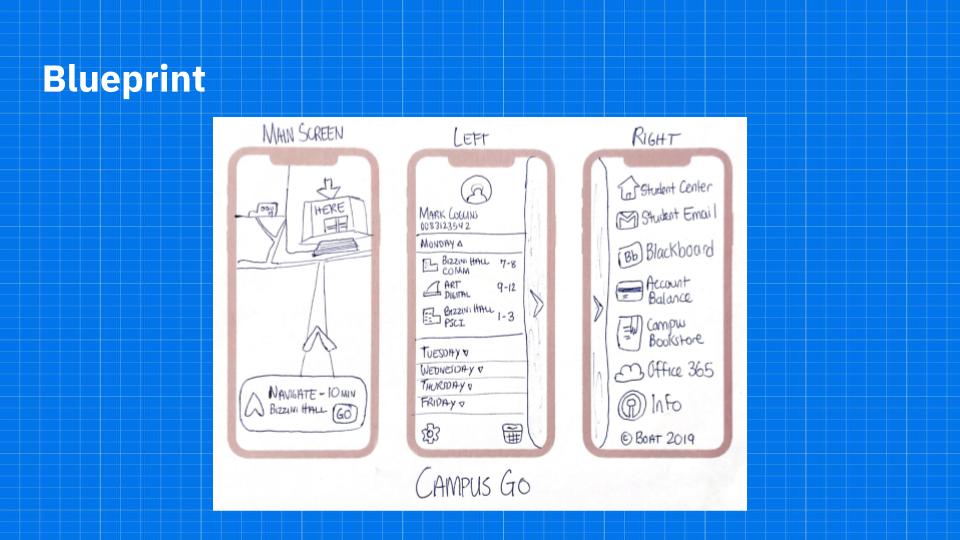 Blueprint
MAIN SCREEN
HERE
NAVIGATE - 10 MIN
BIZZINI HALL GO
LEFT
MARK COLLINS
0083123542
MONDAY
BIZZINI HALL 7-8
COMM
ART 9-12
DIGITAL
BIZZINI HALL 1-3
PSCI
TUESDAY
WEDNESDAY
THURSDAY
FRIDAY
RIGHT
Student Center
Student Email
Bb Blackboard
Account
Balance
Campus
Bookstore
Office 365
Info
© BOAT 2019
CAMPUS GO